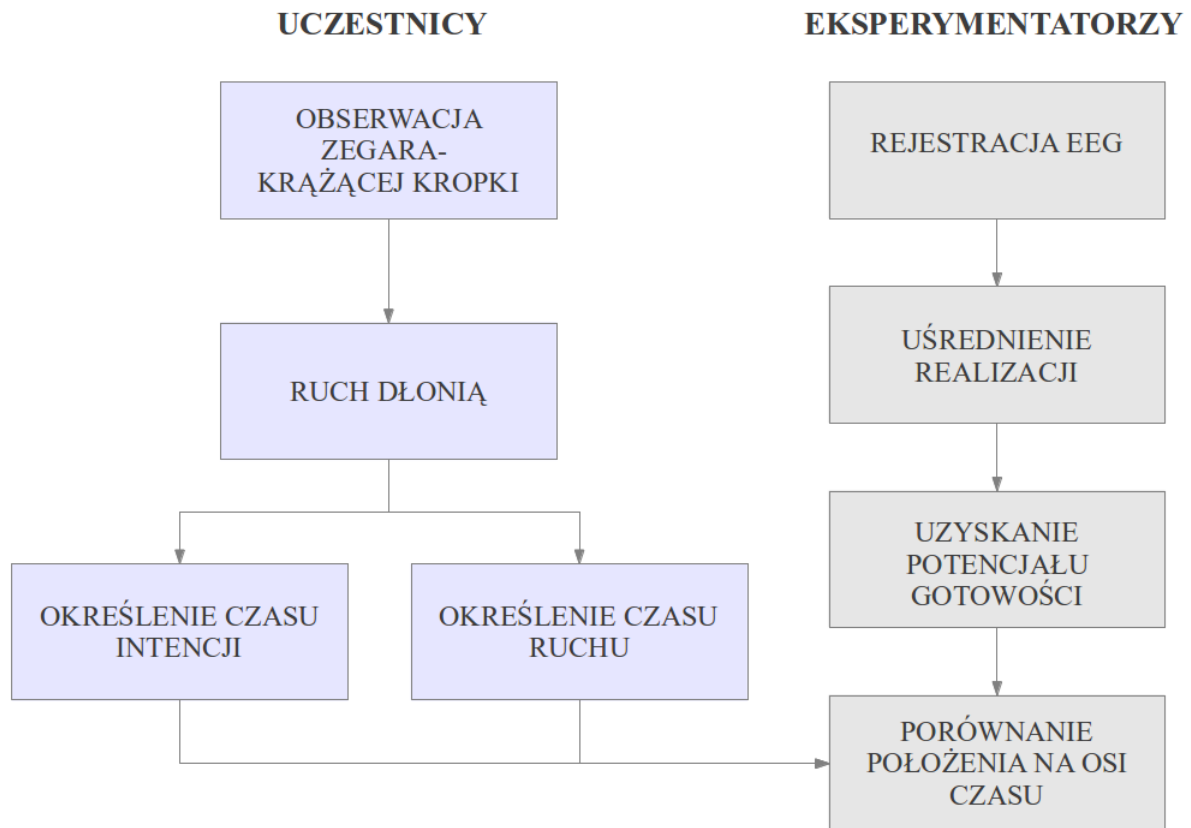 UCZESTNICY
OBSERWACJA
ZEGARA-
KRĄŻĄCEJ KROPKI
RUCH DŁONIĄ
OKREŚLENIE CZASU
INTENCJI
OKREŚLENIE CZASU
RUCHU
EKSPERYMENTATORZY
REJESTRACJA EEG
UŚREDNIENIE
REALIZACJI
UZYSKANIE
POTENCJAŁU
GOTOWOŚCI
PORÓWNANIE
POŁOŻENIA NA OSI
CZASU